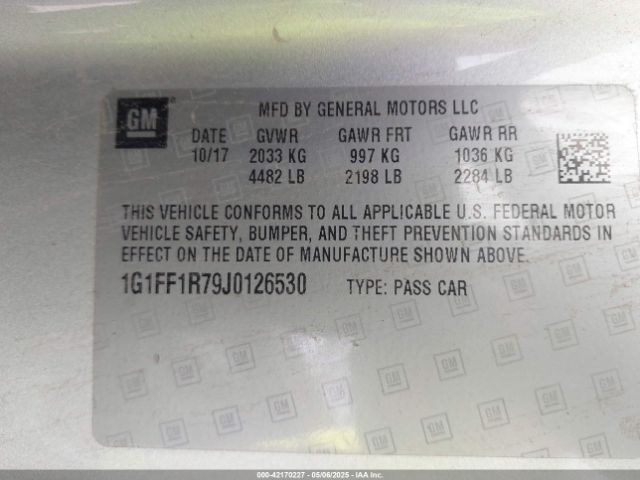 GM MFD BY GENERAL MOTORS LLC
DATE GVWR GAWR FRT GAWR RR
10/17 2033 KG 997 KG 1036 KG
4482 LB 2198 LB 2284 LB
THIS VEHICLE CONFORMS TO ALL APPLICABLE U.S. FEDERAL MOTOR
VEHICLE SAFETY, BUMPER, AND THEFT PREVENTION STANDARDS IN
EFFECT ON THE DATE OF MANUFACTURE SHOWN ABOVE.
1G1FF1R79J0126530 TYPE: PASS CAR
000-42170227 - 05/06/2025 - IAA Inc.